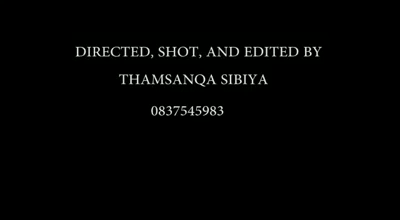 DIRECTED, SHOT, AND EDITED BY
THAMSANQA SIBIYA
0837545983